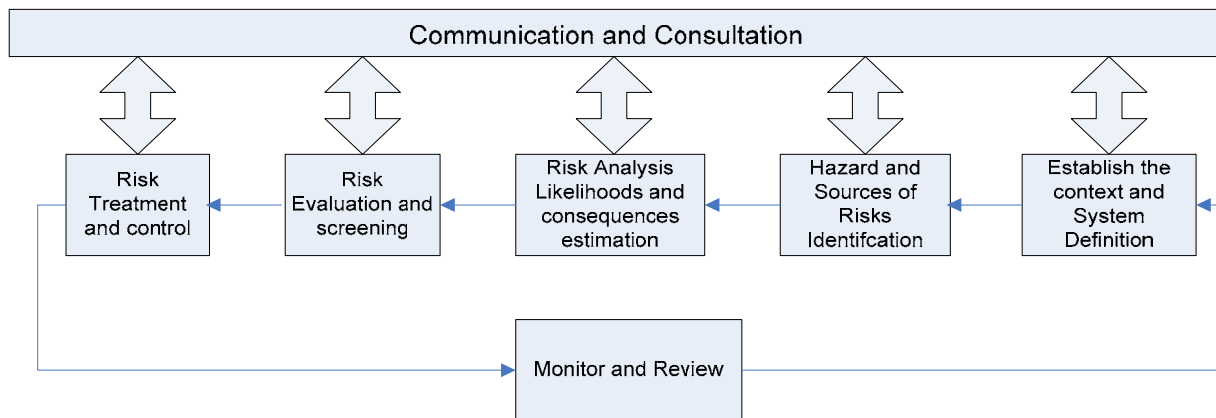 Communication and Consultation
Risk
Treatment
and control
Risk
Evaluation and
screening
Risk Analysis
Likelihoods and
consequences
estimation
Hazard and
Sources of
Risks
Identifcation
Establish the
context and
System
Definition
Monitor and Review